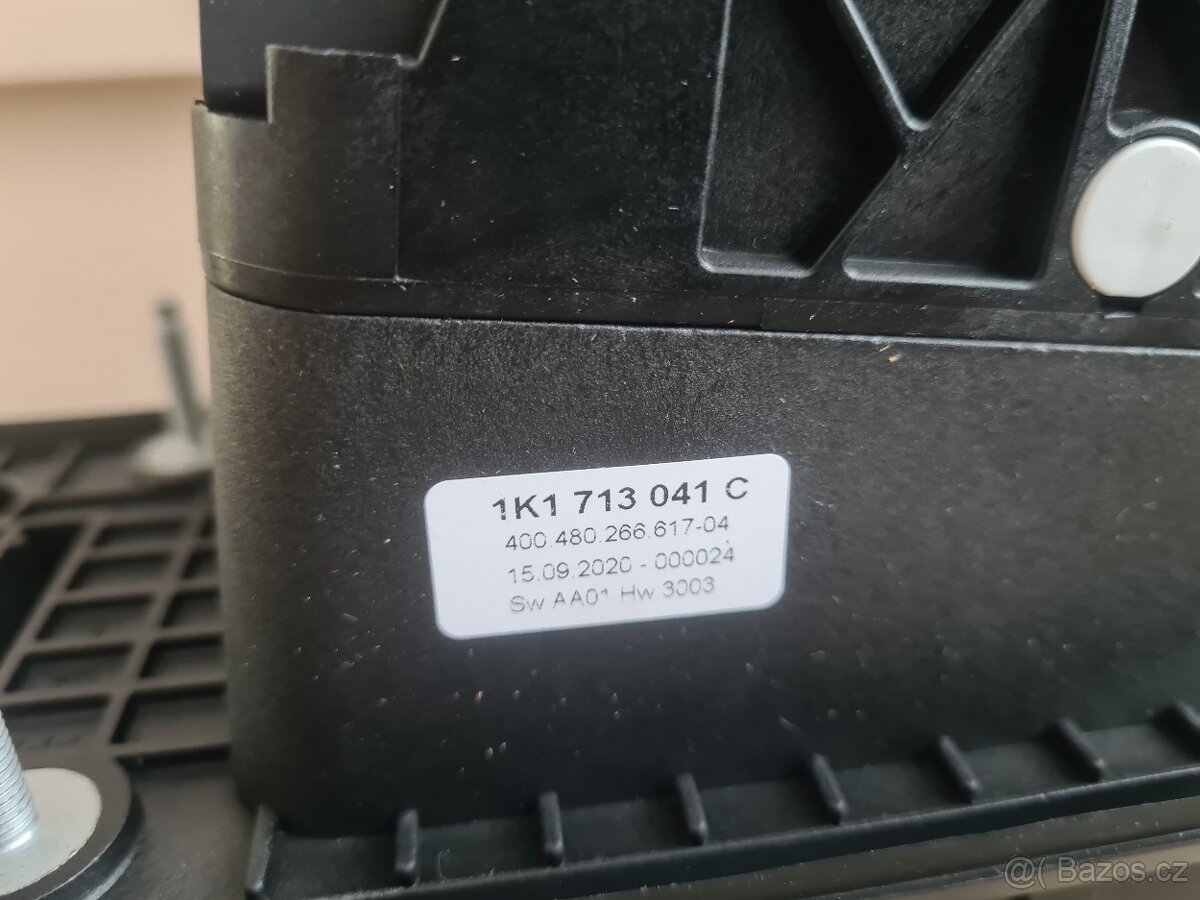 1K1 713 041 C
400.480.266.617-04
15.09.2020 - 000024
Sw AA01 Hw 3003
@( Bazos.cz